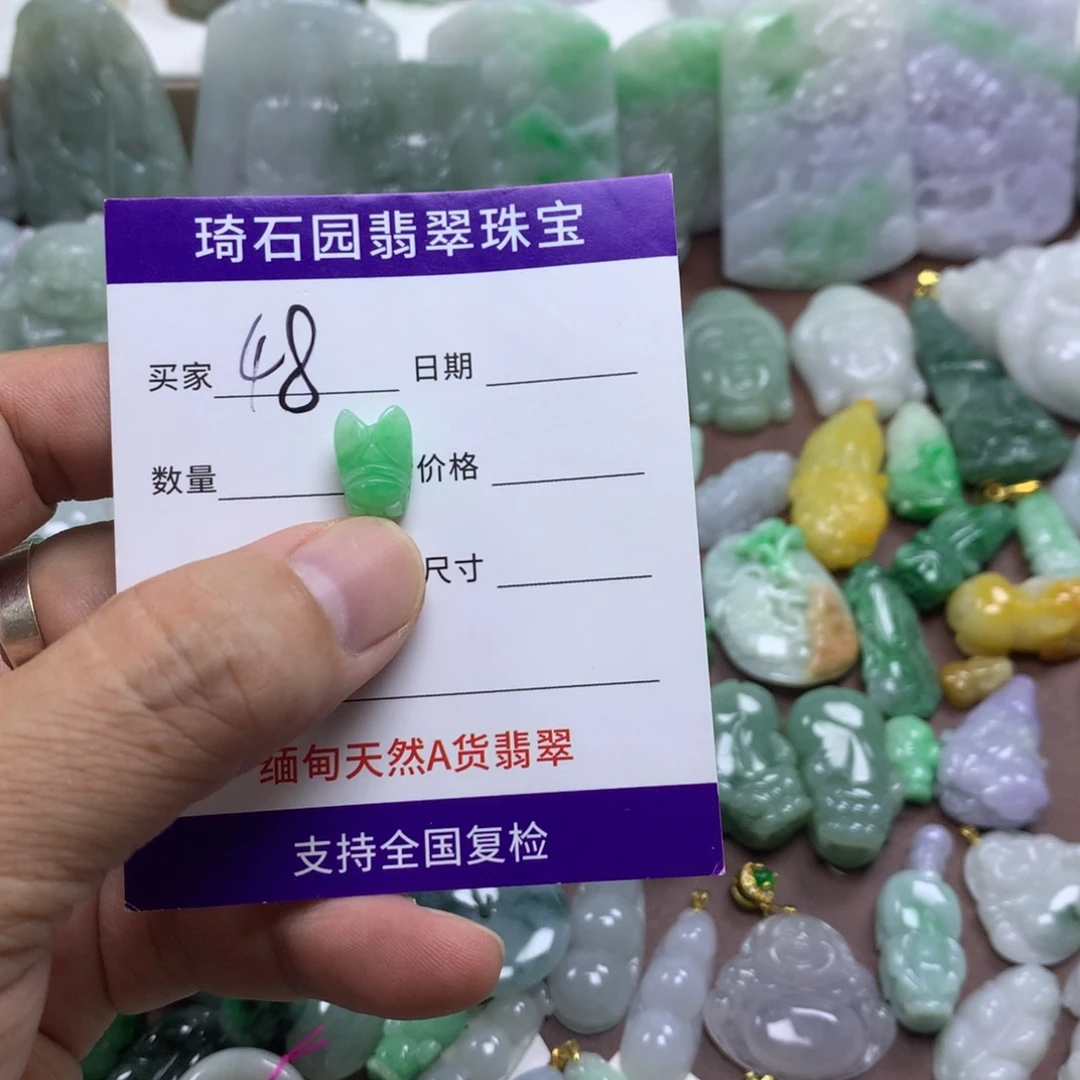 琦石园翡翠珠宝
买家 48 日期
数量 价格
尺寸
缅甸天然A货翡翠
支持全国复检